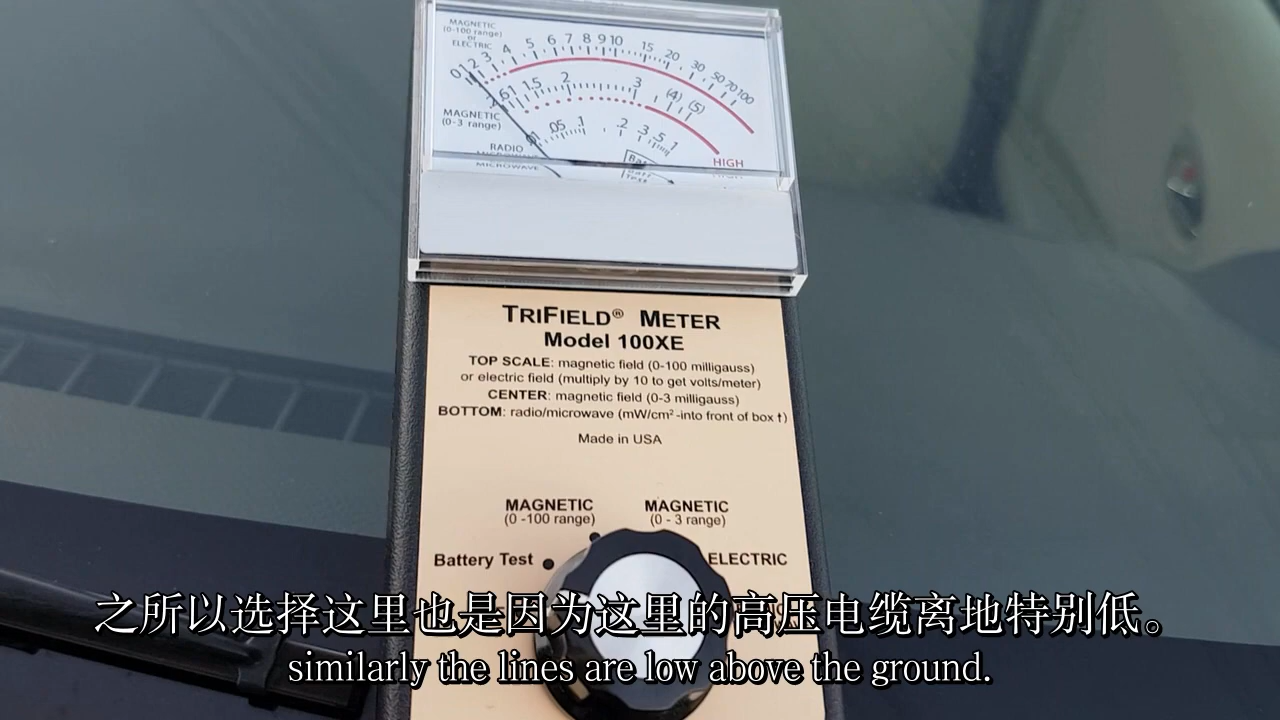 MAGNETIC
(0-100 range)
or
ELECTRIC
0 1 2 3 4 5 6 7 8 9 10 15 20 30 50 70 100
1 1.5 2 3 (4) (5)
MAGNETIC
(0-3 range)
.01 .05 .1 .2 .3 .5 1
RADIO
MICROWAVE
HIGH
TRIFIELD® METER
Model 100XE
TOP SCALE: magnetic field (0-100 milligauss)
or electric field (multiply by 10 to get volts/meter)
CENTER: magnetic field (0-3 milligauss)
BOTTOM: radio/microwave (mW/cm²-into front of box†)
Made in USA
MAGNETIC
(0 -100 range)
MAGNETIC
(0 - 3 range)
Battery Test
ELECTRIC
之所以选择这里也是因为这里的高压电缆离地特别低。
similarly the lines are low above the ground.